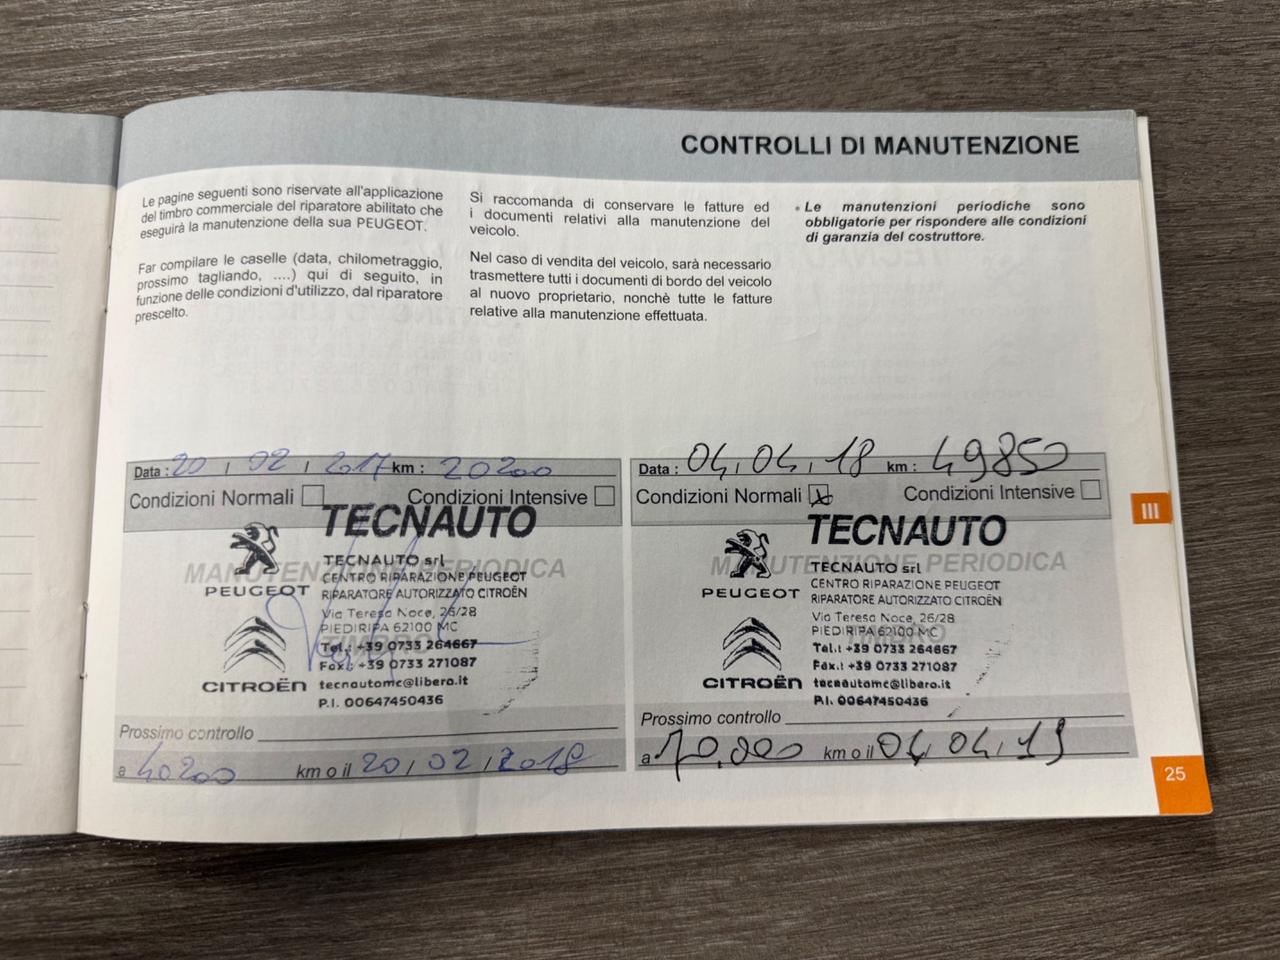 CONTROLLI DI MANUTENZIONE
Le pagine seguenti sono riservate all'applicazione
del timbro commerciale del riparatore abilitato che
eseguirà la manutenzione della sua PEUGEOT.
Far compilare le caselle (data, chilometraggio,
prossimo tagliando, ....) qui di seguito, in
funzione delle condizioni d'utilizzo, dal riparatore
prescelto.
Si raccomanda di conservare le fatture ed
i documenti relativi alla manutenzione del
veicolo.
Nel caso di vendita del veicolo, sarà necessario
trasmettere tutti i documenti di bordo del veicolo
al nuovo proprietario, nonchè tutte le fatture
relative alla manutenzione effettuata.
• Le manutenzioni periodiche sono
obbligatorie per rispondere alle condizioni
di garanzia del costruttore.
Data : 20 / 02 / 2017 km : 20200
Condizioni Normali Condizioni Intensive
TECNAUTO
TECNAUTO srl
MANUTENZIONE PERIODICA
CENTRO RIPARAZIONE PEUGEOT
PEUGEOT
RIPARATORE AUTORIZZATO CITROËN
Via Teresa Noce, 26/28
PIEDIRIPA 62100 MC
TIMBRO
Tel.: +39 0733 264667
Fax.: +39 0733 271087
CITROËN
tecnautomc@libero.it
P.I. 00647450436
Prossimo controllo
a 40200 km o il 20 / 02 / 2018
Data : 04 / 04 / 18 km : 49850
Condizioni Normali Condizioni Intensive
TECNAUTO
TECNAUTO srl
MANUTENZIONE PERIODICA
CENTRO RIPARAZIONE PEUGEOT
PEUGEOT
RIPARATORE AUTORIZZATO CITROËN
Via Teresa Noce, 26/28
PIEDIRIPA 62100 MC
TIMBRO
Tel.: +39 0733 264667
Fax.: +39 0733 271087
CITROËN
tecnautomc@libero.it
P.I. 00647450436
Prossimo controllo
a 70.000 km o il 04 / 04 / 19
III
25